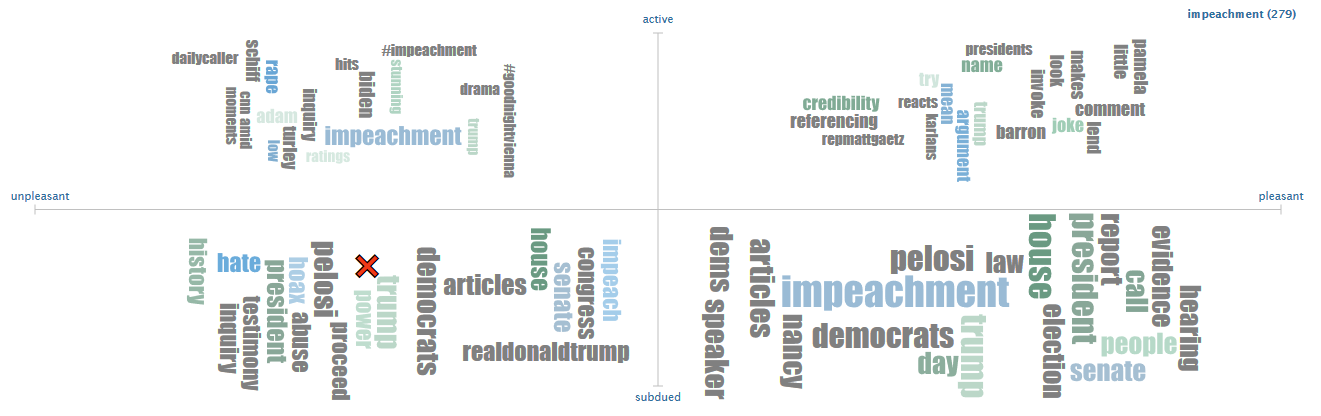 active
impeachment (279)
#impeachment
dailycaller
schiff
rape
hits
biden
stunning
drama
#goodnightvienna
moments
cnn amid
adam
inquiry
turley
low
ratings
impeachment
trump
presidents
name
look
makes
little
pamela
try
mean
invoke
credibility
reacts
trump
comment
referencing
karlans
argument
barron
joke
lend
repmattgaetz
unpleasant
pleasant
history
hate
president
hoax
pelosi
power
trump
democrats
articles
house
senate
congress
impeach
inquiry
testimony
abuse
proceed
realdonaldtrump
dens speaker
articles
pelosi
law
house
president
report
evidence
impeachment
call
hearing
nancy
democrats
trump
election
people
day
senate
subdued